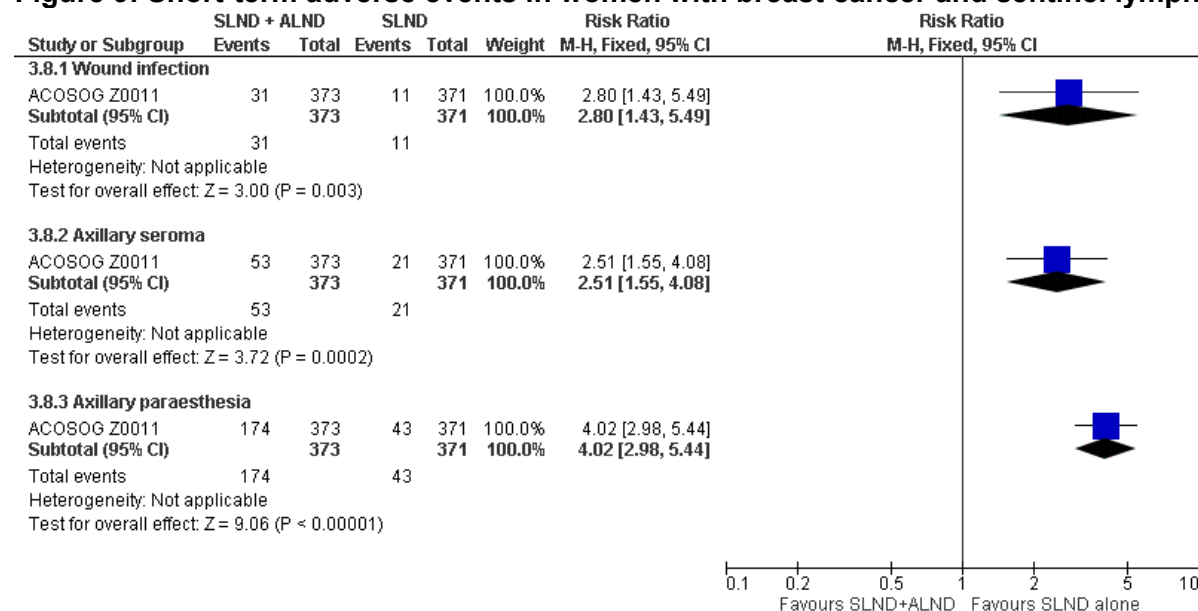 Figure 9: Short-term adverse events in women with breast cancer and sentinel lymph
SLND + ALND SLND Risk Ratio Risk Ratio
Study or Subgroup Events Total Events Total Weight M-H, Fixed, 95% CI M-H, Fixed, 95% CI
3.8.1 Wound infection
ACOSOG Z0011 31 373 11 371 100.0% 2.80 [1.43, 5.49]
Subtotal (95% CI) 373 371 100.0% 2.80 [1.43, 5.49]
Total events 31 11
Heterogeneity: Not applicable
Test for overall effect: Z = 3.00 (P = 0.003)
3.8.2 Axillary seroma
ACOSOG Z0011 53 373 21 371 100.0% 2.51 [1.55, 4.08]
Subtotal (95% CI) 373 371 100.0% 2.51 [1.55, 4.08]
Total events 53 21
Heterogeneity: Not applicable
Test for overall effect: Z = 3.72 (P = 0.0002)
3.8.3 Axillary paraesthesia
ACOSOG Z0011 174 373 43 371 100.0% 4.02 [2.98, 5.44]
Subtotal (95% CI) 373 371 100.0% 4.02 [2.98, 5.44]
Total events 174 43
Heterogeneity: Not applicable
Test for overall effect: Z = 9.06 (P < 0.00001)
0.1 0.2 0.5 1 2 5 10
Favours SLND+ALND Favours SLND alone